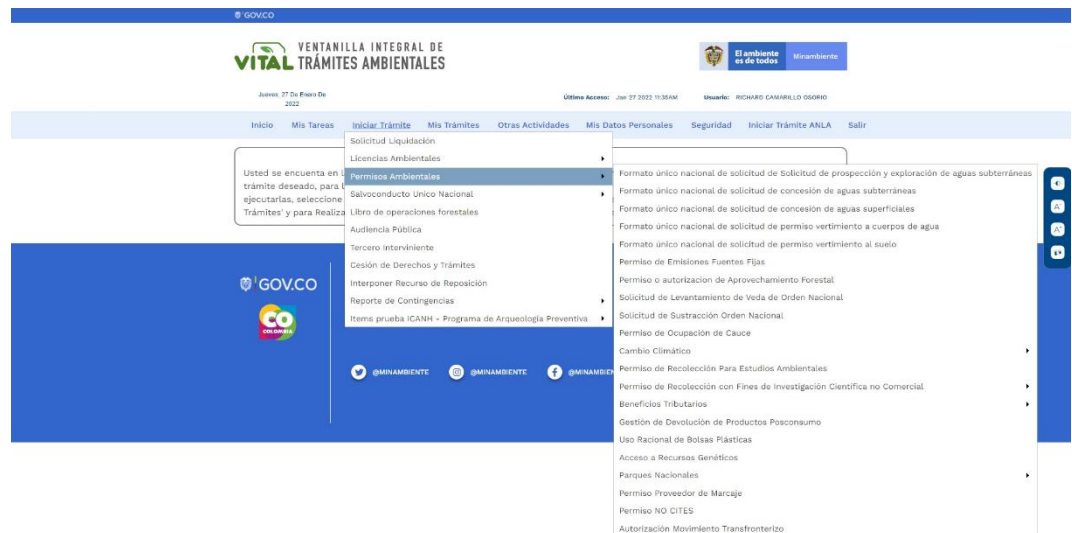 GOV.CO
VITAL
VENTANILLA INTEGRAL DE
TRÁMITES AMBIENTALES
El ambiente
es de todos
Minambiente
Jueves, 27 De Enero De
2022
Último Acceso: Jan 27 2022 11:35AM
Usuario: RICHARD CAMARILLO OSORIO
Inicio Mis Tareas Iniciar Trámite Mis Trámites Otras Actividades Mis Datos Personales Seguridad Iniciar Trámite ANLA Salir
Usted se encuentra en
trámite deseado, para
ejecutarlas, seleccione
Trámites' y para Realiza
Solicitud Liquidación
Licencias Ambientales
Permisos Ambientales
Salvoconducto Unico Nacional
Libro de operaciones forestales
Audiencia Pública
Tercero Interviniente
Cesión de Derechos y Trámites
Interponer Recurso de Reposición
Reporte de Contingencias
Items prueba ICANH - Programa de Arqueología Preventiva
Formato único nacional de solicitud de Solicitud de prospección y exploración de aguas subterráneas
Formato único nacional de solicitud de concesión de aguas subterráneas
Formato único nacional de solicitud de concesión de aguas superficiales
Formato único nacional de solicitud de permiso vertimiento a cuerpos de agua
Formato único nacional de solicitud de permiso vertimiento al suelo
Permiso de Emisiones Fuentes Fijas
Permiso o autorizacion de Aprovechamiento Forestal
Solicitud de Levantamiento de Veda de Orden Nacional
Solicitud de Sustracción Orden Nacional
Permiso de Ocupación de Cauce
Cambio Climático
Permiso de Recolección Para Estudios Ambientales
Permiso de Recolección con Fines de Investigación Científica no Comercial
Beneficios Tributarios
Gestión de Devolución de Productos Posconsumo
Uso Racional de Bolsas Plásticas
Acceso a Recursos Genéticos
Parques Nacionales
Permiso Proveedor de Marcaje
Permiso NO CITES
Autorización Movimiento Transfronterizo
GOV.CO
CO
COLOMBIA
@MINAMBIENTE @MINAMBIENTE @MINAMBIEN